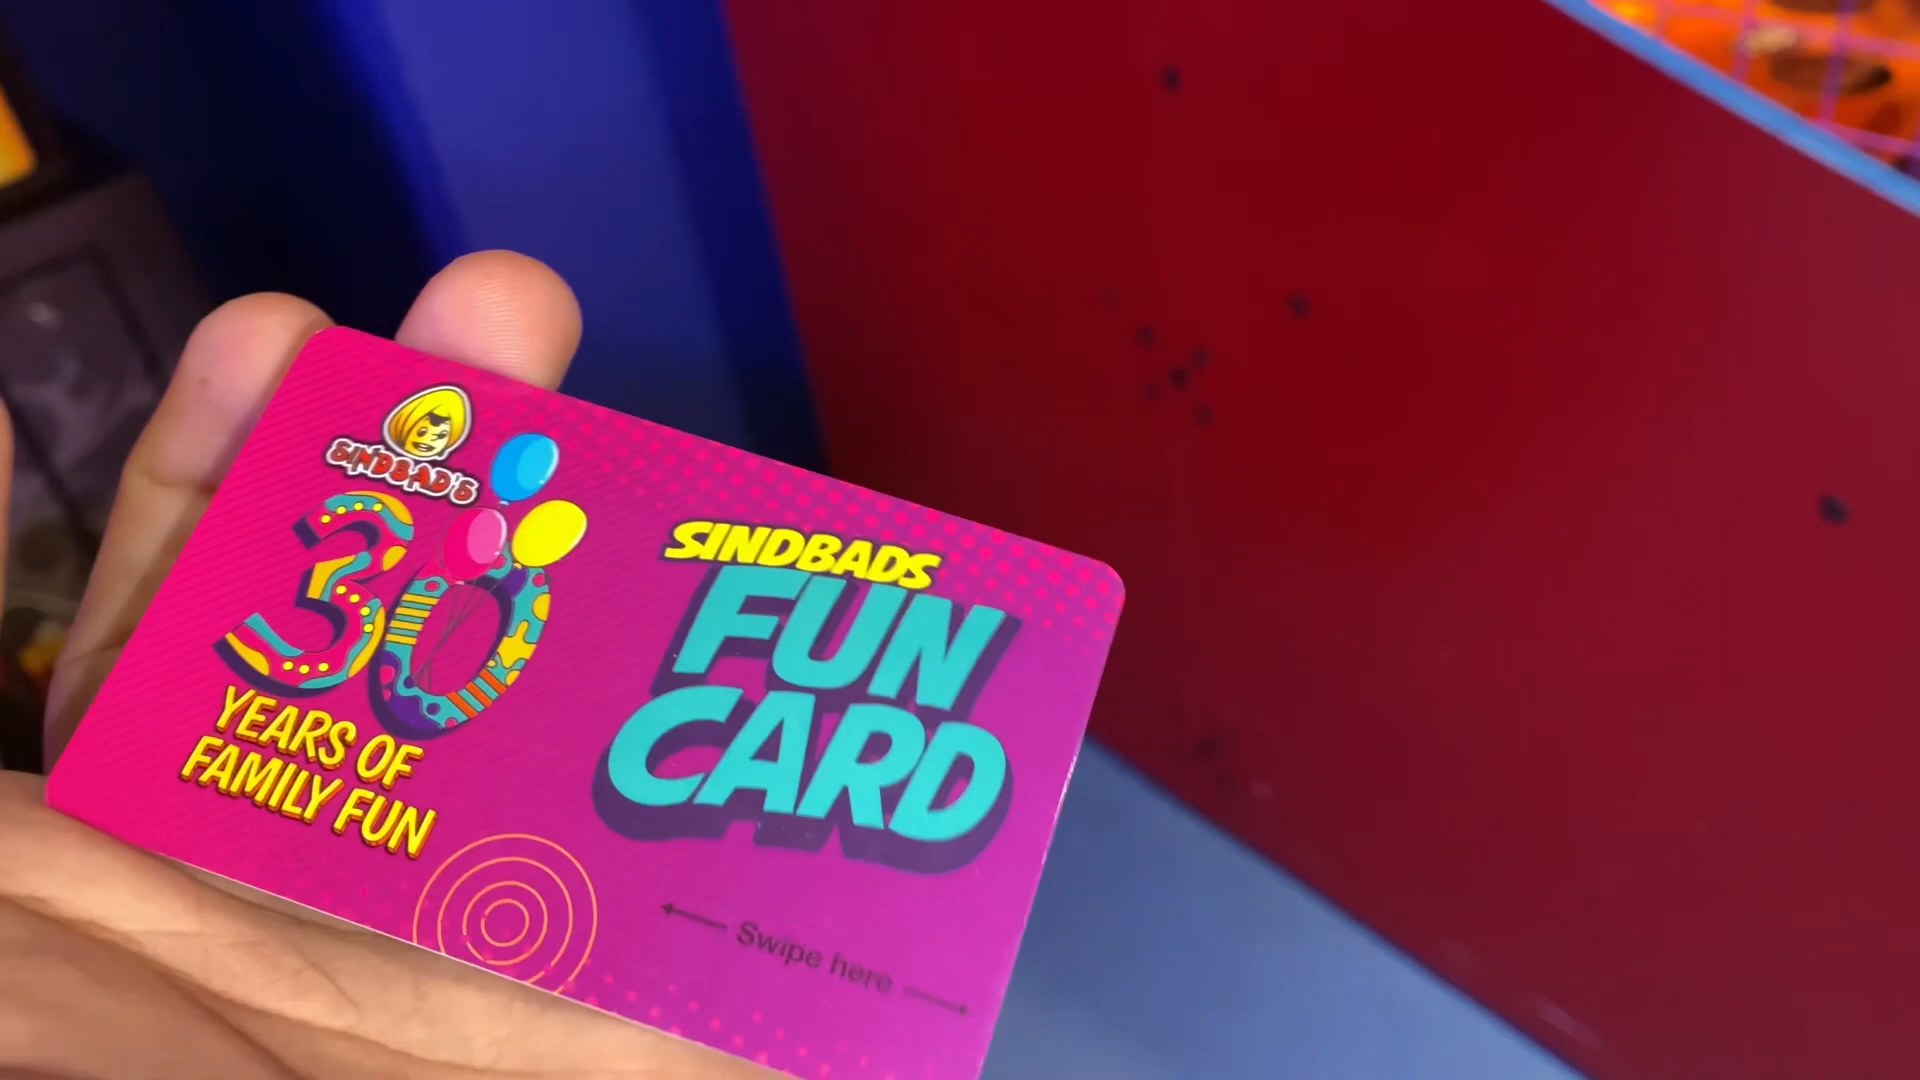 SINDBAD'S
30
YEARS OF
FAMILY FUN
SINDBADS
FUN
CARD
Swipe here